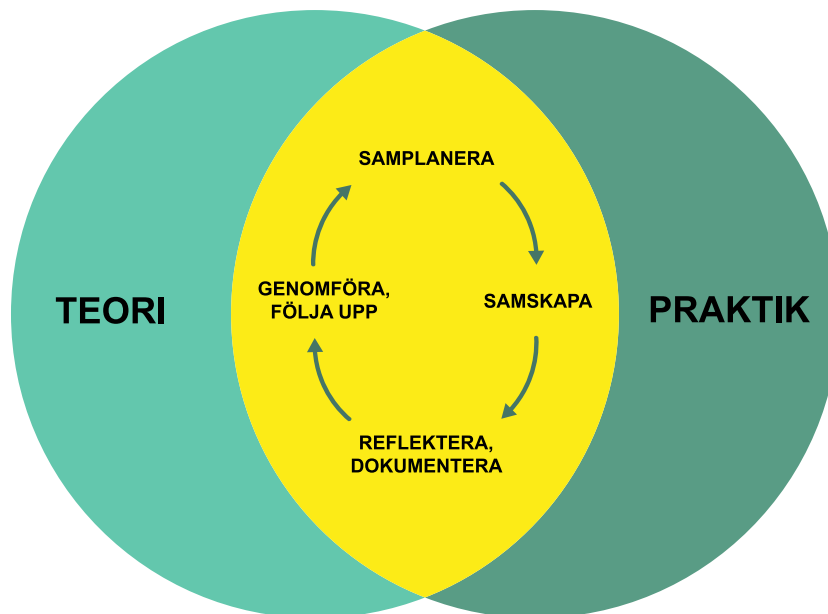 SAMPLANERA
TEORI
GENOMFÖRA,
FÖLJA UPP
SAMSKAPA
PRAKTIK
REFLEKTERA,
DOKUMENTERA